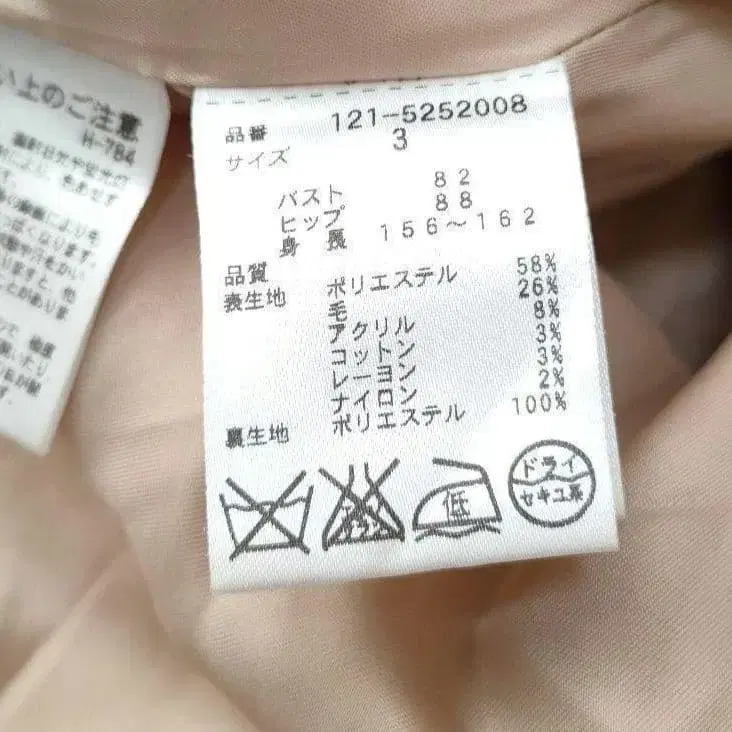 い上のご注意
H-784
品番 121-5252008
サイズ 3
バスト 82
ヒップ 88
身長 156～162
品質
表生地 ポリエステル 58%
毛 26%
アクリル 8%
コットン 3%
レーヨン 3%
ナイロン 2%
裏生地 ポリエステル 100%
低
ドライ
セキユ系